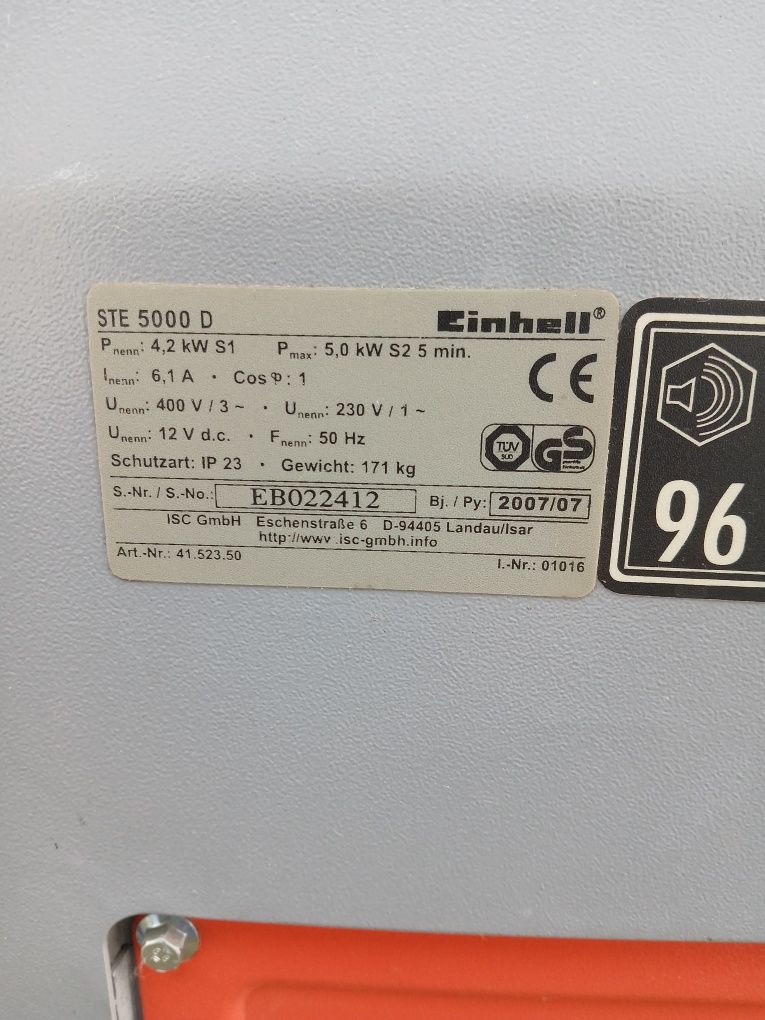 STE 5000 D Einhell®
Pnenn: 4,2 kW S1 Pmax: 5,0 kW S2 5 min.
Inenn: 6,1 A · Cos φ: 1
CE
Unenn: 400 V / 3 ~ · Unenn: 230 V / 1 ~
Unenn: 12 V d.c. · Fnenn: 50 Hz
TÜV SÜD GS
Schutzart: IP 23 · Gewicht: 171 kg
S.-Nr. / S.-No.: EB022412 Bj. / Py: 2007/07
ISC GmbH Eschenstraße 6 D-94405 Landau/Isar
http://www.isc-gmbh.info
Art.-Nr.: 41.523.50 I.-Nr.: 01016
96